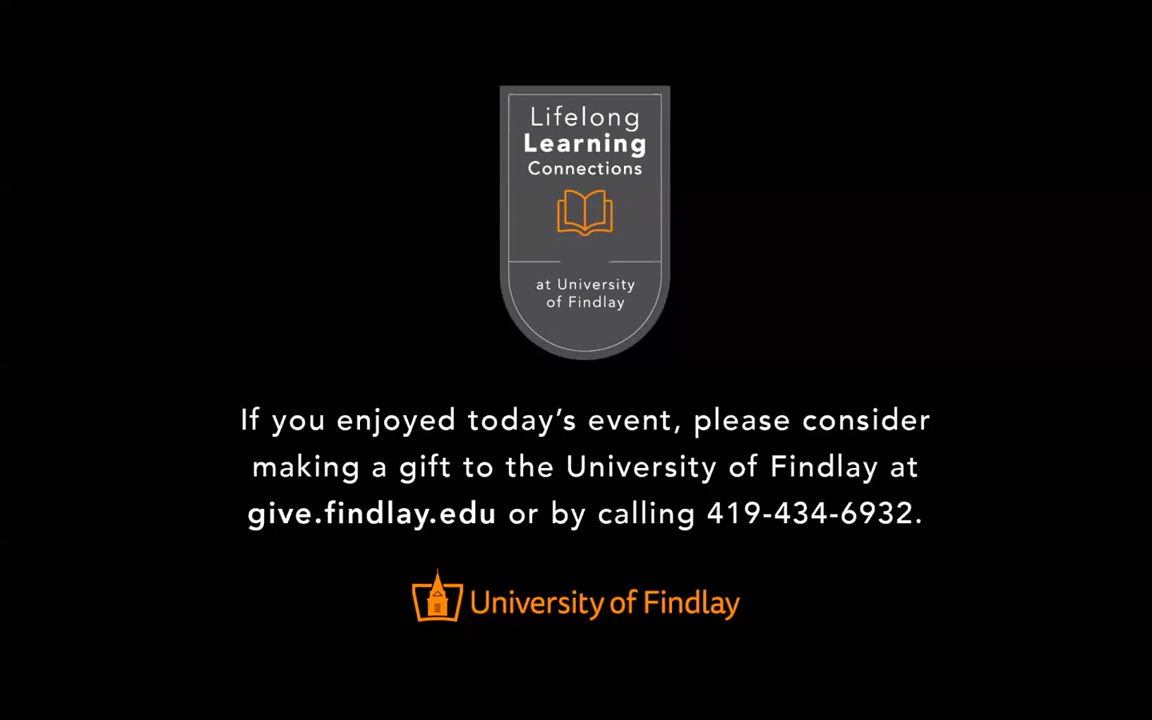 Lifelong
Learning
Connections
at University
of Findlay
If you enjoyed today’s event, please consider
making a gift to the University of Findlay at
give.findlay.edu or by calling 419-434-6932.
University of Findlay